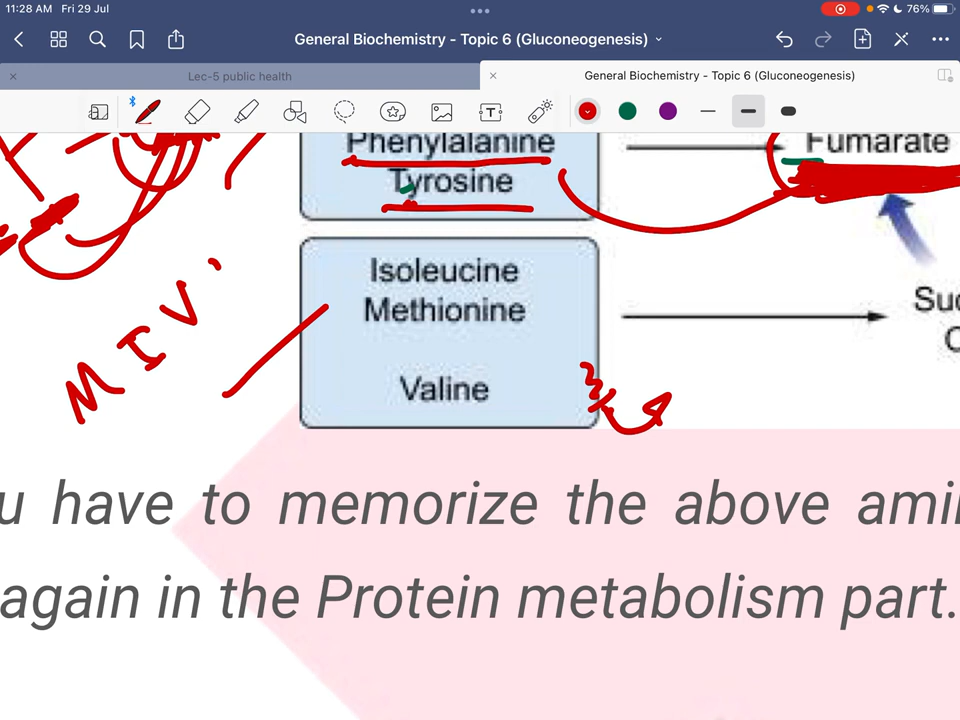 11:28 AM Fri 29 Jul
76%
General Biochemistry - Topic 6 (Gluconeogenesis)
Lec-5 public health
General Biochemistry - Topic 6 (Gluconeogenesis)
Phenylalanine
Fumarate
Tyrosine
Isoleucine
Methionine
Valine
M I V
u have to memorize the above ami
again in the Protein metabolism part.